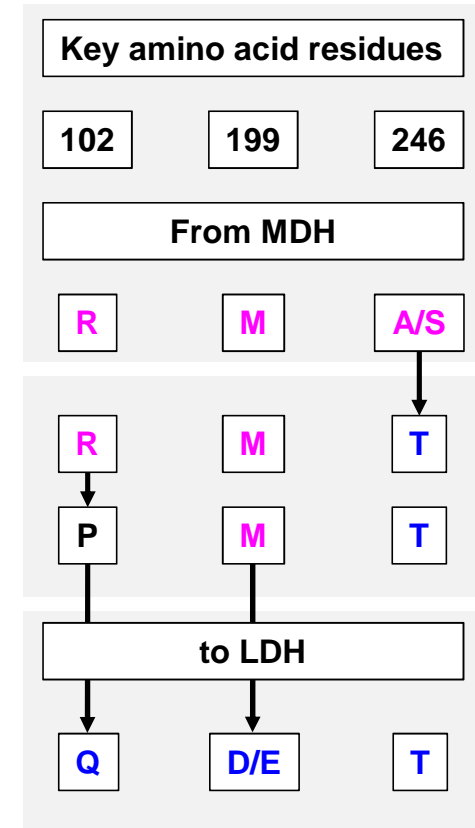 Key amino acid residues
102 199 246
From MDH
R M A/S
R M T
P M T
to LDH
Q D/E T